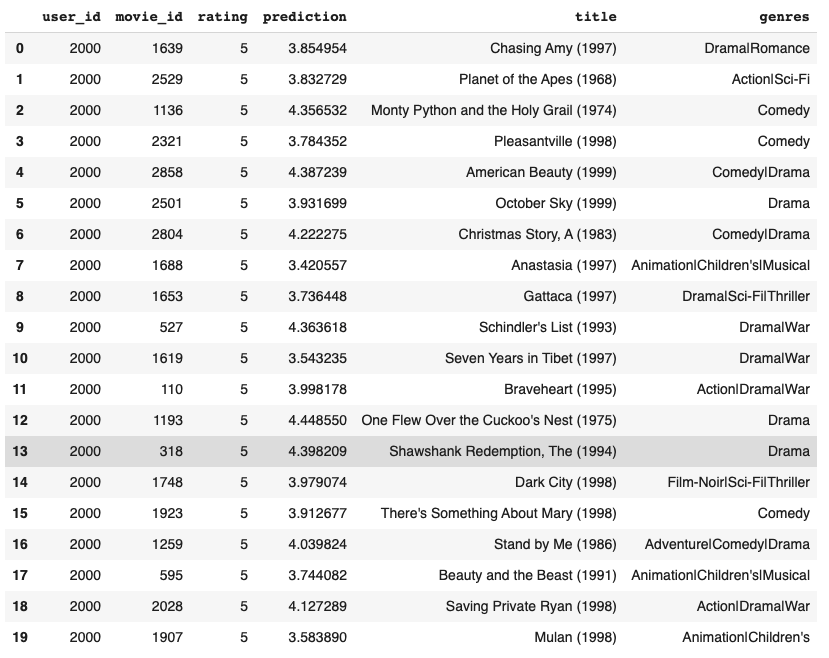 user_id movie_id rating prediction title genres
0 2000 1639 5 3.854954 Chasing Amy (1997) Drama|Romance
1 2000 2529 5 3.832729 Planet of the Apes (1968) Action|Sci-Fi
2 2000 1136 5 4.356532 Monty Python and the Holy Grail (1974) Comedy
3 2000 2321 5 3.784352 Pleasantville (1998) Comedy
4 2000 2858 5 4.387239 American Beauty (1999) Comedy|Drama
5 2000 2501 5 3.931699 October Sky (1999) Drama
6 2000 2804 5 4.222275 Christmas Story, A (1983) Comedy|Drama
7 2000 1688 5 3.420557 Anastasia (1997) Animation|Children's|Musical
8 2000 1653 5 3.736448 Gattaca (1997) Drama|Sci-Fi|Thriller
9 2000 527 5 4.363618 Schindler's List (1993) Drama|War
10 2000 1619 5 3.543235 Seven Years in Tibet (1997) Drama|War
11 2000 110 5 3.998178 Braveheart (1995) Action|Drama|War
12 2000 1193 5 4.448550 One Flew Over the Cuckoo's Nest (1975) Drama
13 2000 318 5 4.398209 Shawshank Redemption, The (1994) Drama
14 2000 1748 5 3.979074 Dark City (1998) Film-Noir|Sci-Fi|Thriller
15 2000 1923 5 3.912677 There's Something About Mary (1998) Comedy
16 2000 1259 5 4.039824 Stand by Me (1986) Adventure|Comedy|Drama
17 2000 595 5 3.744082 Beauty and the Beast (1991) Animation|Children's|Musical
18 2000 2028 5 4.127289 Saving Private Ryan (1998) Action|Drama|War
19 2000 1907 5 3.583890 Mulan (1998) Animation|Children's